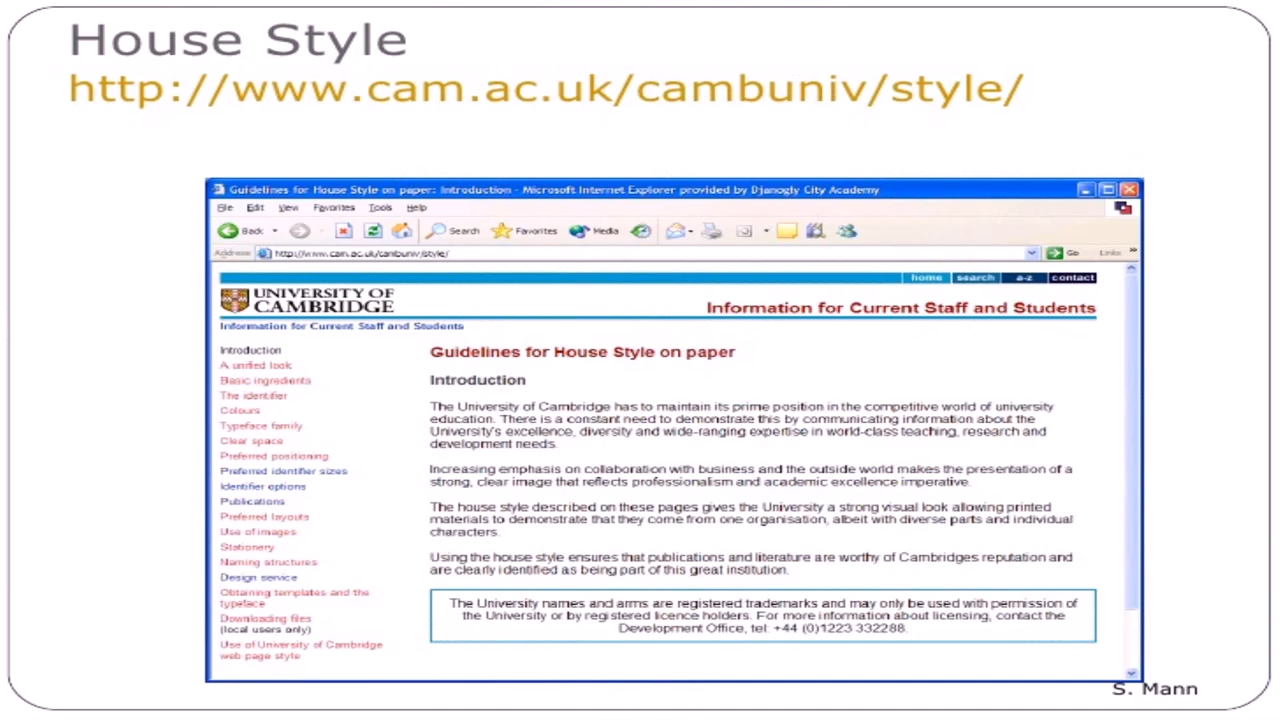 House Style
http://www.cam.ac.uk/cambuniv/style/
Guidelines for House Style on paper: Introduction - Microsoft Internet Explorer provided by Djanogly City Academy
File Edit View Favorites Tools Help
Back Search Favorites Media
Address http://www.cam.ac.uk/cambuniv/style/ Go Links »
home search a-z contact
UNIVERSITY OF
CAMBRIDGE
Information for Current Staff and Students
Information for Current Staff and Students
Introduction
A unified look
Basic ingredients
The identifier
Colours
Typeface family
Clear space
Preferred positioning
Preferred identifier sizes
Identifier options
Publications
Preferred layouts
Use of images
Stationery
Naming structures
Design service
Obtaining templates and the
typeface
Downloading files
(local users only)
Use of University of Cambridge
web page style
Guidelines for House Style on paper
Introduction
The University of Cambridge has to maintain its prime position in the competitive world of university
education. There is a constant need to demonstrate this by communicating information about the
University's excellence, diversity and wide-ranging expertise in world-class teaching, research and
development needs.
Increasing emphasis on collaboration with business and the outside world makes the presentation of a
strong, clear image that reflects professionalism and academic excellence imperative.
The house style described on these pages gives the University a strong visual look allowing printed
materials to demonstrate that they come from one organisation, albeit with diverse parts and individual
characters.
Using the house style ensures that publications and literature are worthy of Cambridges reputation and
are clearly identified as being part of this great institution.
The University names and arms are registered trademarks and may only be used with permission of
the University or by registered licence holders. For more information about licensing, contact the
Development Office, tel: +44 (0)1223 332288.
S. Mann